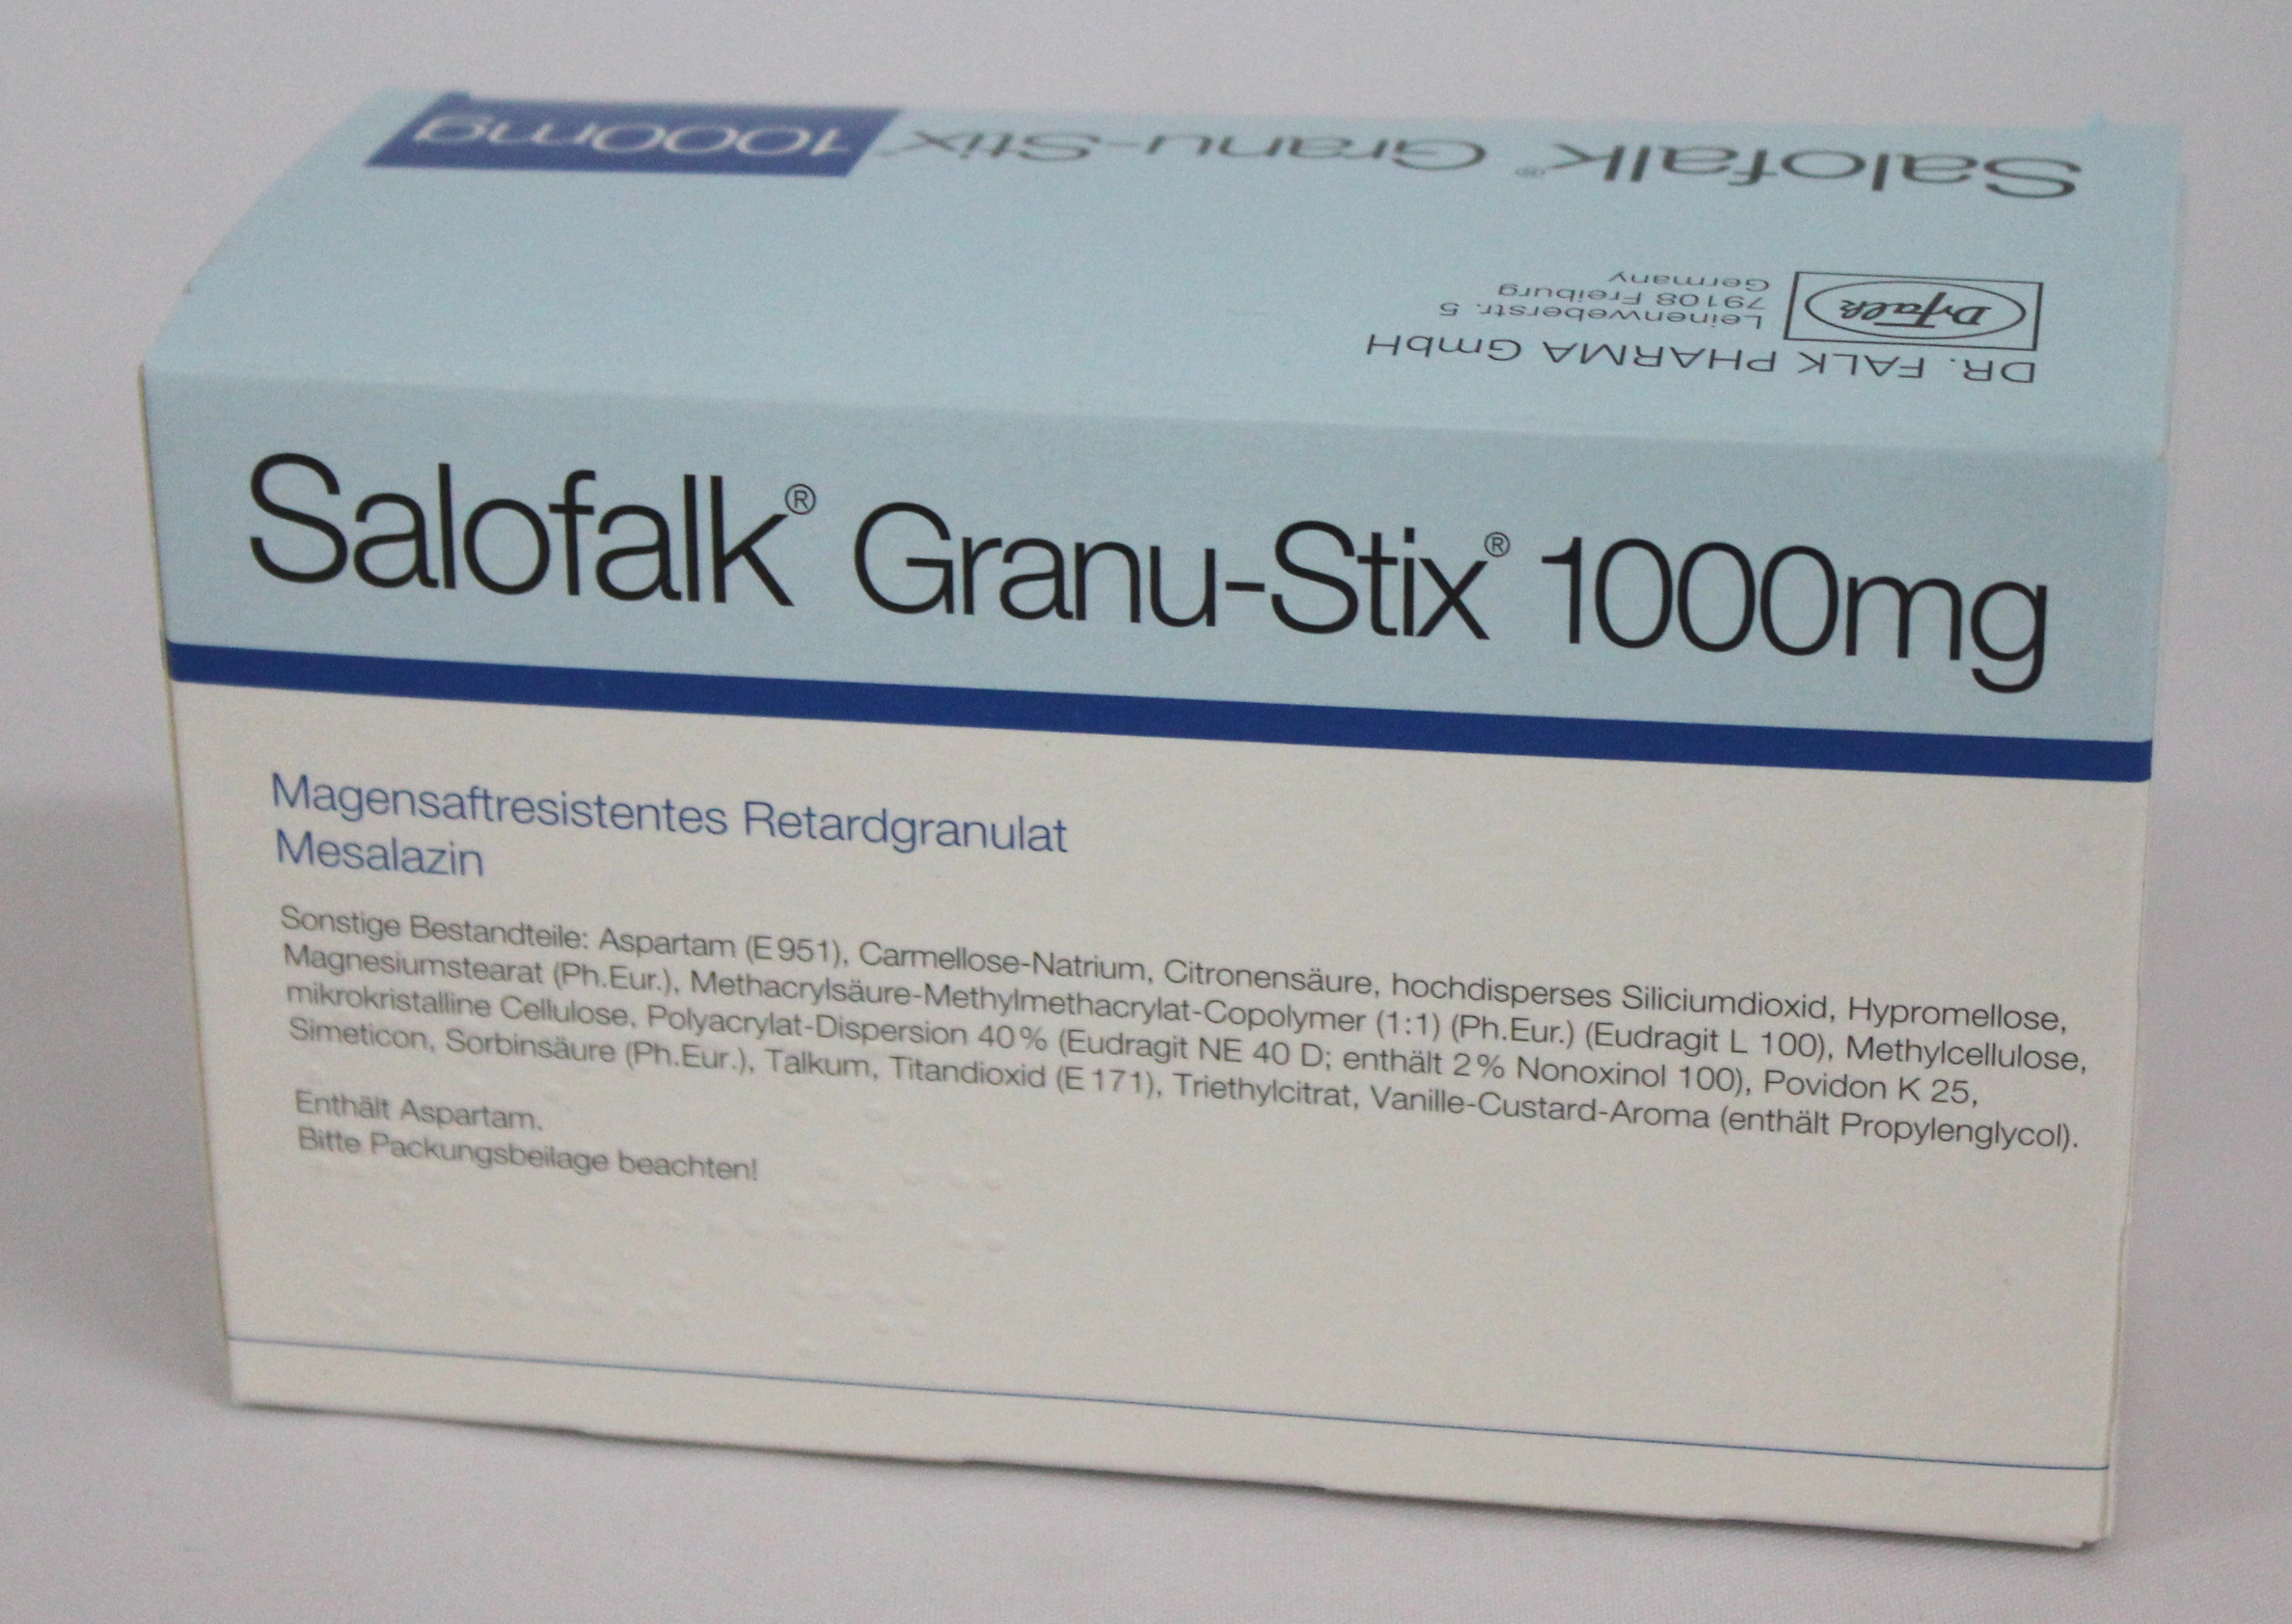 Salofalk® Granu-Stix® 1000mg
DR. FALK PHARMA GmbH
Dr Falk
Leinenweberstr. 5
79108 Freiburg
Germany
Salofalk® Granu-Stix® 1000mg
Magensaftresistentes Retardgranulat
Mesalazin
Sonstige Bestandteile: Aspartam (E 951), Carmellose-Natrium, Citronensäure, hochdisperses Siliciumdioxid, Hypromellose,
Magnesiumstearat (Ph.Eur.), Methacrylsäure-Methylmethacrylat-Copolymer (1:1) (Ph.Eur.) (Eudragit L 100), Methylcellulose,
mikrokristalline Cellulose, Polyacrylat-Dispersion 40 % (Eudragit NE 40 D; enthält 2 % Nonoxinol 100), Povidon K 25,
Simeticon, Sorbinsäure (Ph.Eur.), Talkum, Titandioxid (E 171), Triethylcitrat, Vanille-Custard-Aroma (enthält Propylenglycol).
Enthält Aspartam.
Bitte Packungsbeilage beachten!